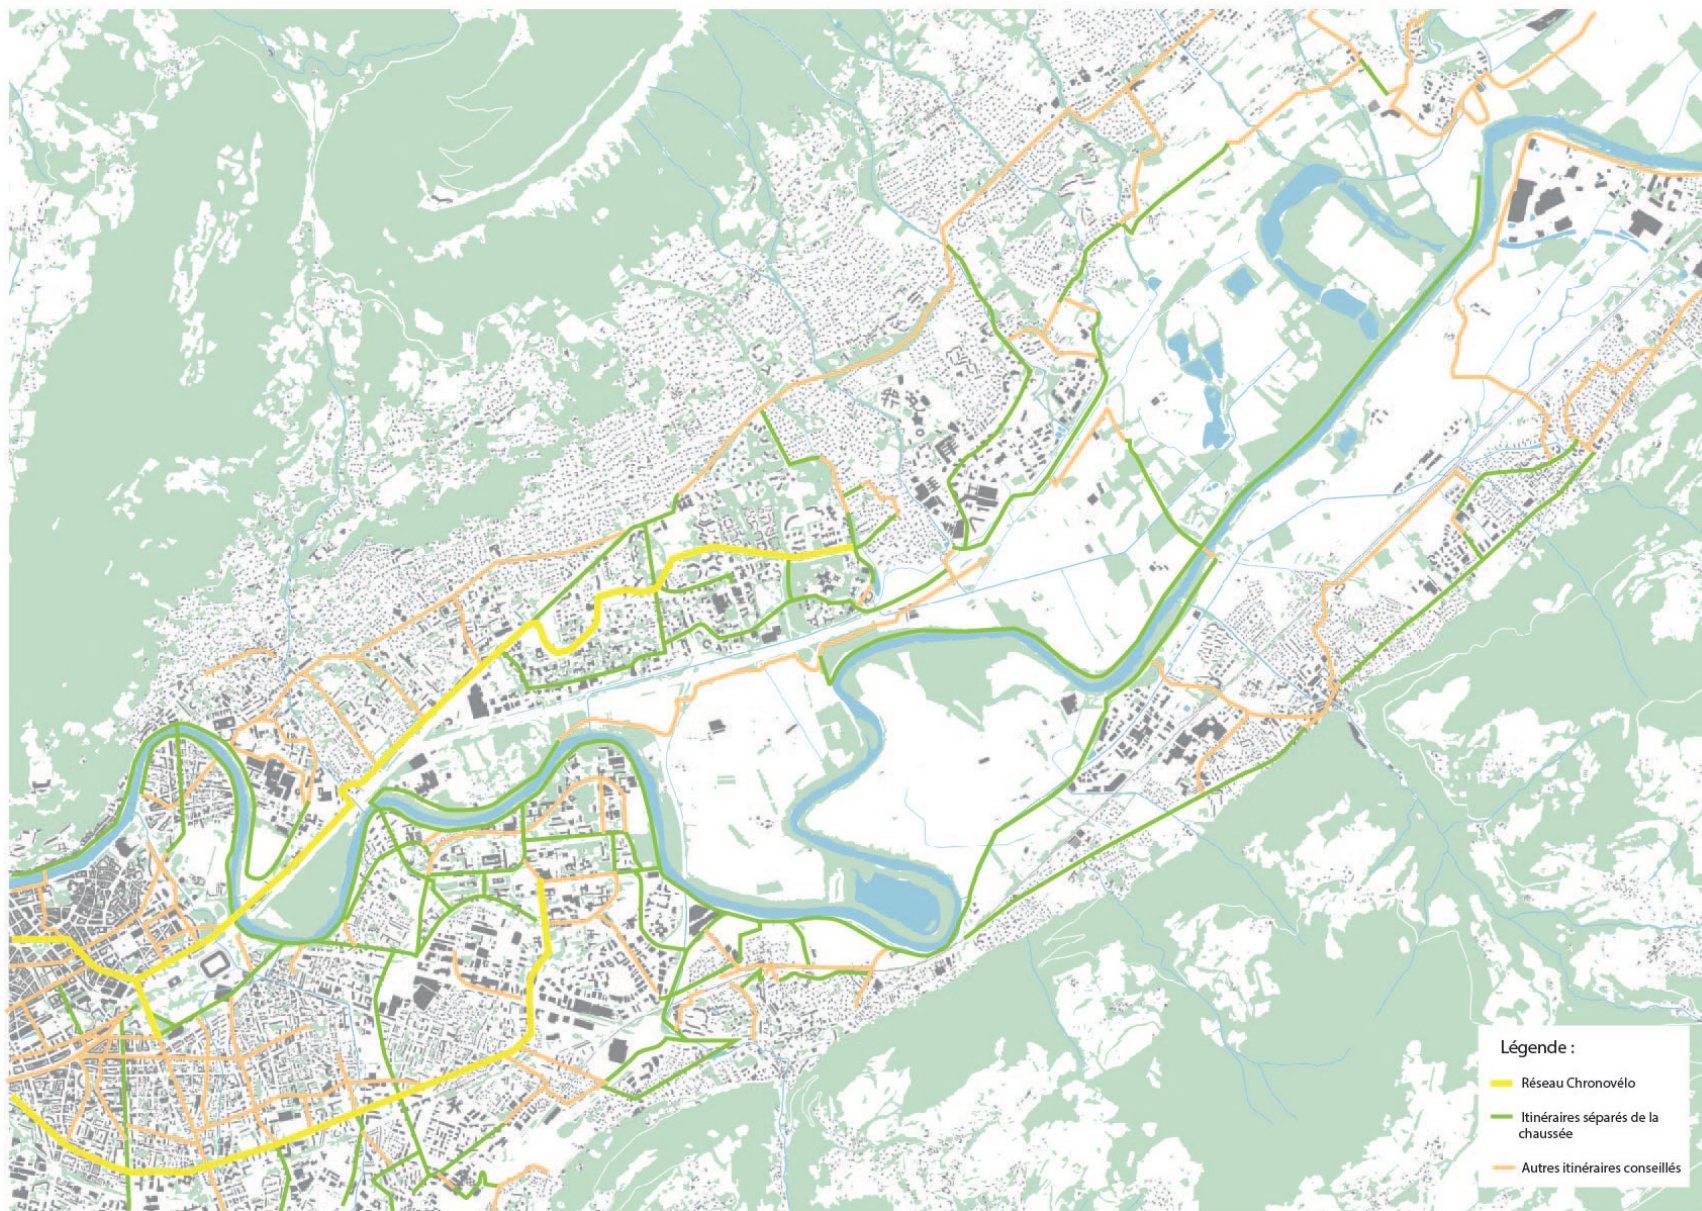 Légende :
Réseau Chronovélo
Itinéraires séparés de la
chaussée
Autres itinéraires conseillés